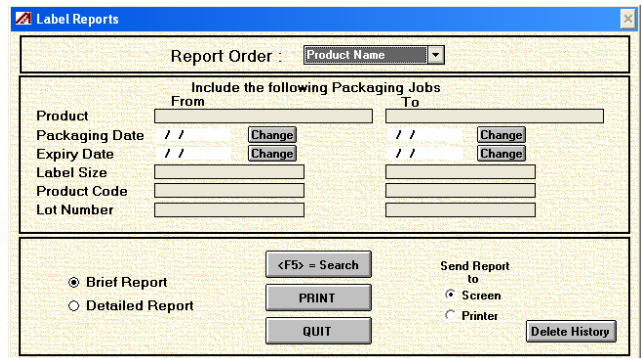 Label Reports
Report Order : Product Name
Include the following Packaging Jobs
From To
Product
Packaging Date / / Change / / Change
Expiry Date / / Change / / Change
Label Size
Product Code
Lot Number
<F5> = Search
Send Report
to
Brief Report
Screen
PRINT
Detailed Report
Printer
QUIT
Delete History